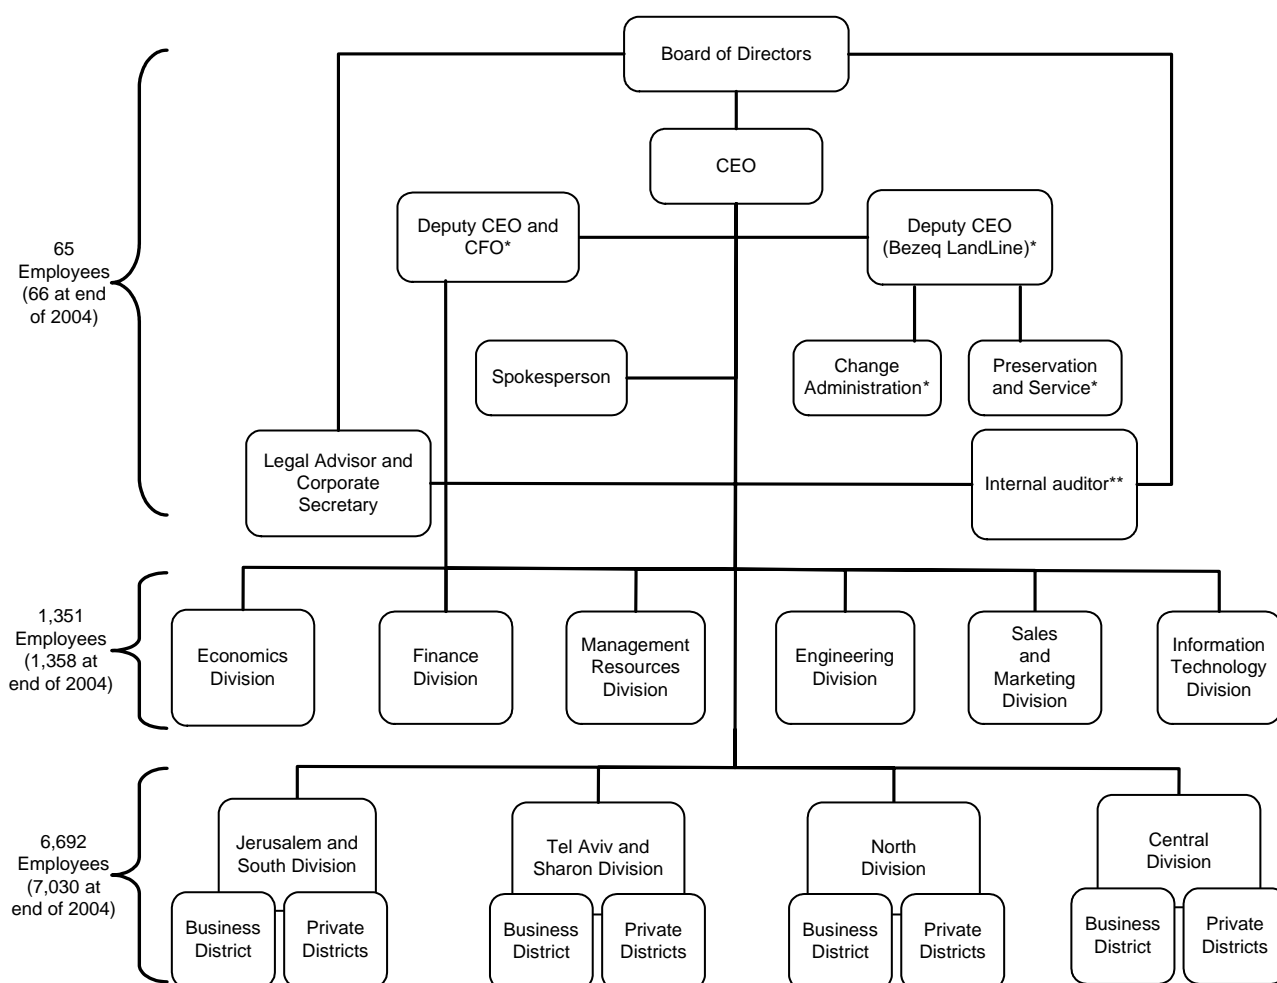 Board of Directors
CEO
Deputy CEO and
CFO*
Deputy CEO
(Bezeq LandLine)*
65
Employees
(66 at end
of 2004)
Spokesperson
Change
Administration*
Preservation
and Service*
Legal Advisor and
Corporate
Secretary
Internal auditor**
1,351
Employees
(1,358 at
end of 2004)
Economics
Division
Finance
Division
Management
Resources
Division
Engineering
Division
Sales
and
Marketing
Division
Information
Technology
Division
6,692
Employees
(7,030 at
end of 2004)
Jerusalem and
South Division
Business
District
Private
Districts
Tel Aviv and
Sharon Division
Business
District
Private
Districts
North
Division
Business
District
Private
Districts
Central
Division
Business
District
Private
Districts